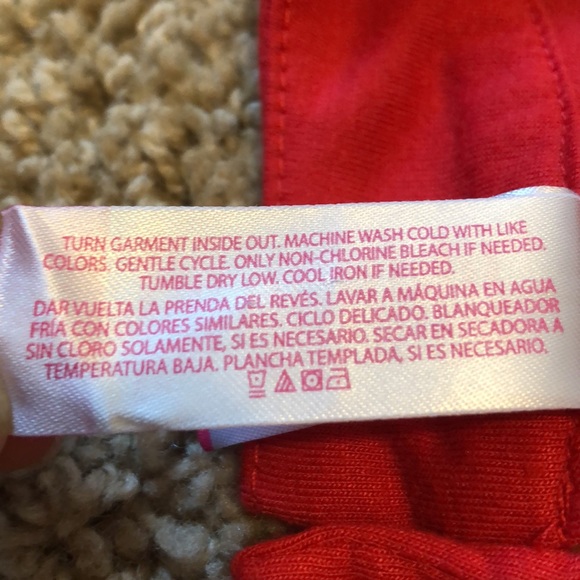 TURN GARMENT INSIDE OUT. MACHINE WASH COLD WITH LIKE
COLORS. GENTLE CYCLE. ONLY NON-CHLORINE BLEACH IF NEEDED.
TUMBLE DRY LOW. COOL IRON IF NEEDED.
DAR VUELTA LA PRENDA DEL REVÉS. LAVAR A MÁQUINA EN AGUA
FRÍA CON COLORES SIMILARES. CICLO DELICADO. BLANQUEADOR
SIN CLORO SOLAMENTE, SI ES NECESARIO. SECAR EN SECADORA A
TEMPERATURA BAJA. PLANCHA TEMPLADA, SI ES NECESARIO.